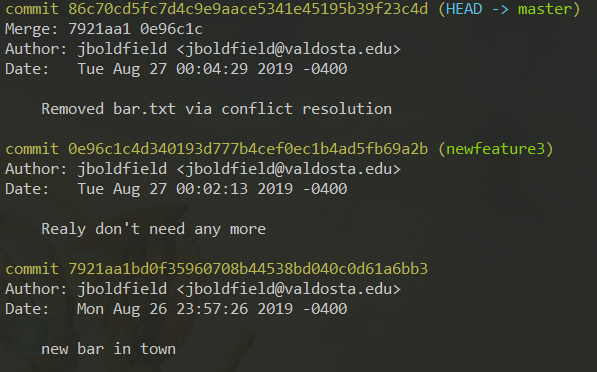 commit 86c70cd5fc7d4c9e9aace5341e45195b39f23c4d (HEAD -> master)
Merge: 7921aa1 0e96c1c
Author: jboldfield <jboldfield@valdosta.edu>
Date:   Tue Aug 27 00:04:29 2019 -0400
    Removed bar.txt via conflict resolution
commit 0e96c1c4d340193d777b4cef0ec1b4ad5fb69a2b (newfeature3)
Author: jboldfield <jboldfield@valdosta.edu>
Date:   Tue Aug 27 00:02:13 2019 -0400
    Realy don't need any more
commit 7921aa1bd0f35960708b44538bd040c0d61a6bb3
Author: jboldfield <jboldfield@valdosta.edu>
Date:   Mon Aug 26 23:57:26 2019 -0400
    new bar in town